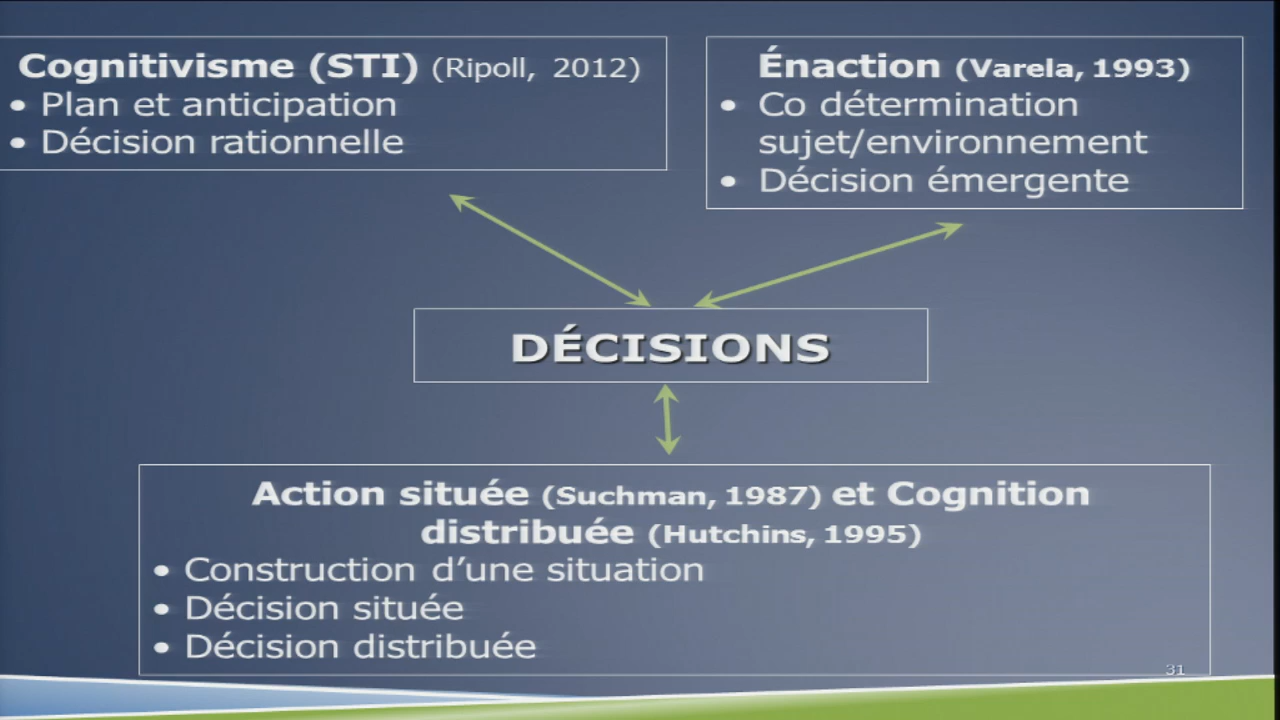 Cognitivisme (STI) (Ripoll, 2012)
• Plan et anticipation
• Décision rationnelle
Énaction (Varela, 1993)
• Co détermination
sujet/environnement
• Décision émergente
DÉCISIONS
Action située (Suchman, 1987) et Cognition
distribuée (Hutchins, 1995)
• Construction d’une situation
• Décision située
• Décision distribuée
31